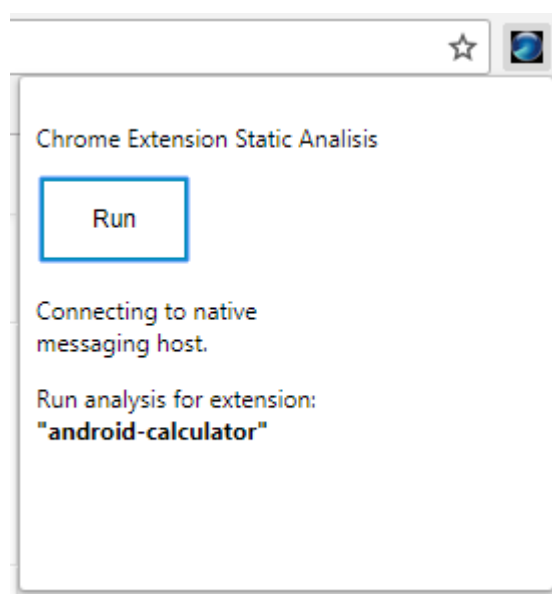 Chrome Extension Static Analisis
Run
Connecting to native
messaging host.
Run analysis for extension:
"android-calculator"